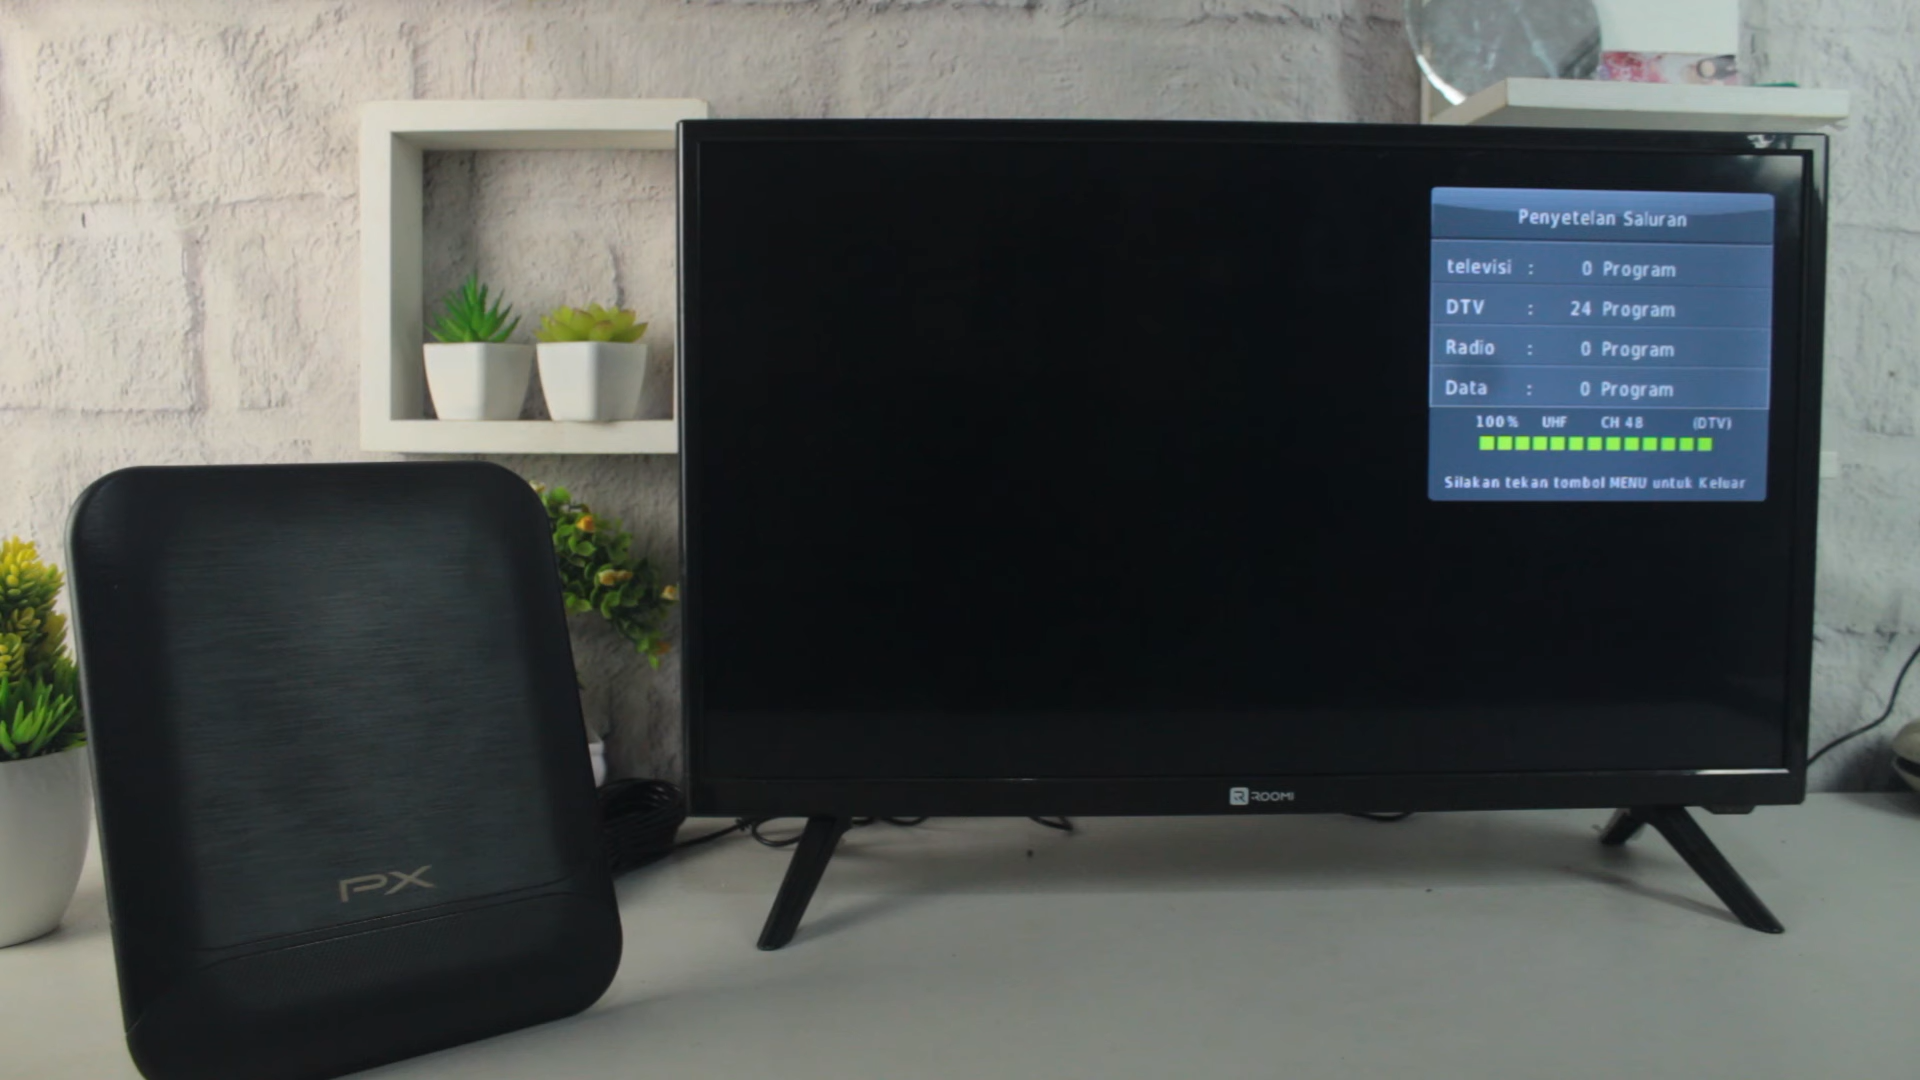 Penyetelan Saluran
televisi : 0 Program
DTV : 24 Program
Radio : 0 Program
Data : 0 Program
100% UHF CH 48 (DTV)
Silakan tekan tombol MENU untuk Keluar
ROOMI
PX